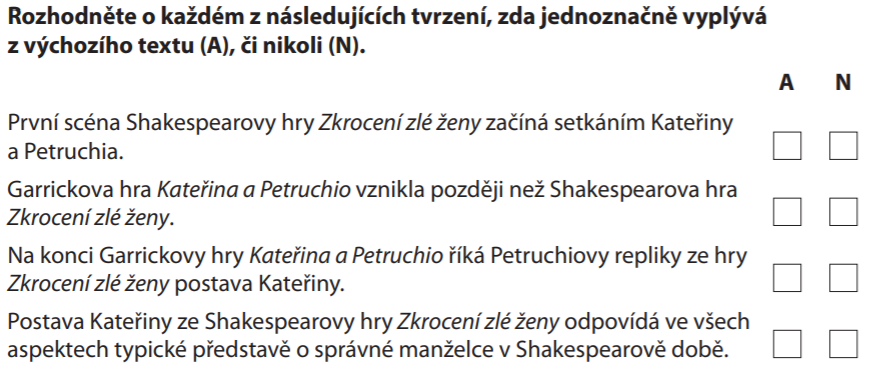 Rozhodněte o každém z následujících tvrzení, zda jednoznačně vyplývá
z výchozího textu (A), či nikoli (N).
A N
První scéna Shakespearovy hry Zkrocení zlé ženy začíná setkáním Kateřiny
a Petruchia.
Garrickova hra Kateřina a Petruchio vznikla později než Shakespearova hra
Zkrocení zlé ženy.
Na konci Garrickovy hry Kateřina a Petruchio říká Petruchiovy repliky ze hry
Zkrocení zlé ženy postava Kateřiny.
Postava Kateřiny ze Shakespearovy hry Zkrocení zlé ženy odpovídá ve všech
aspektech typické představě o správné manželce v Shakespearově době.